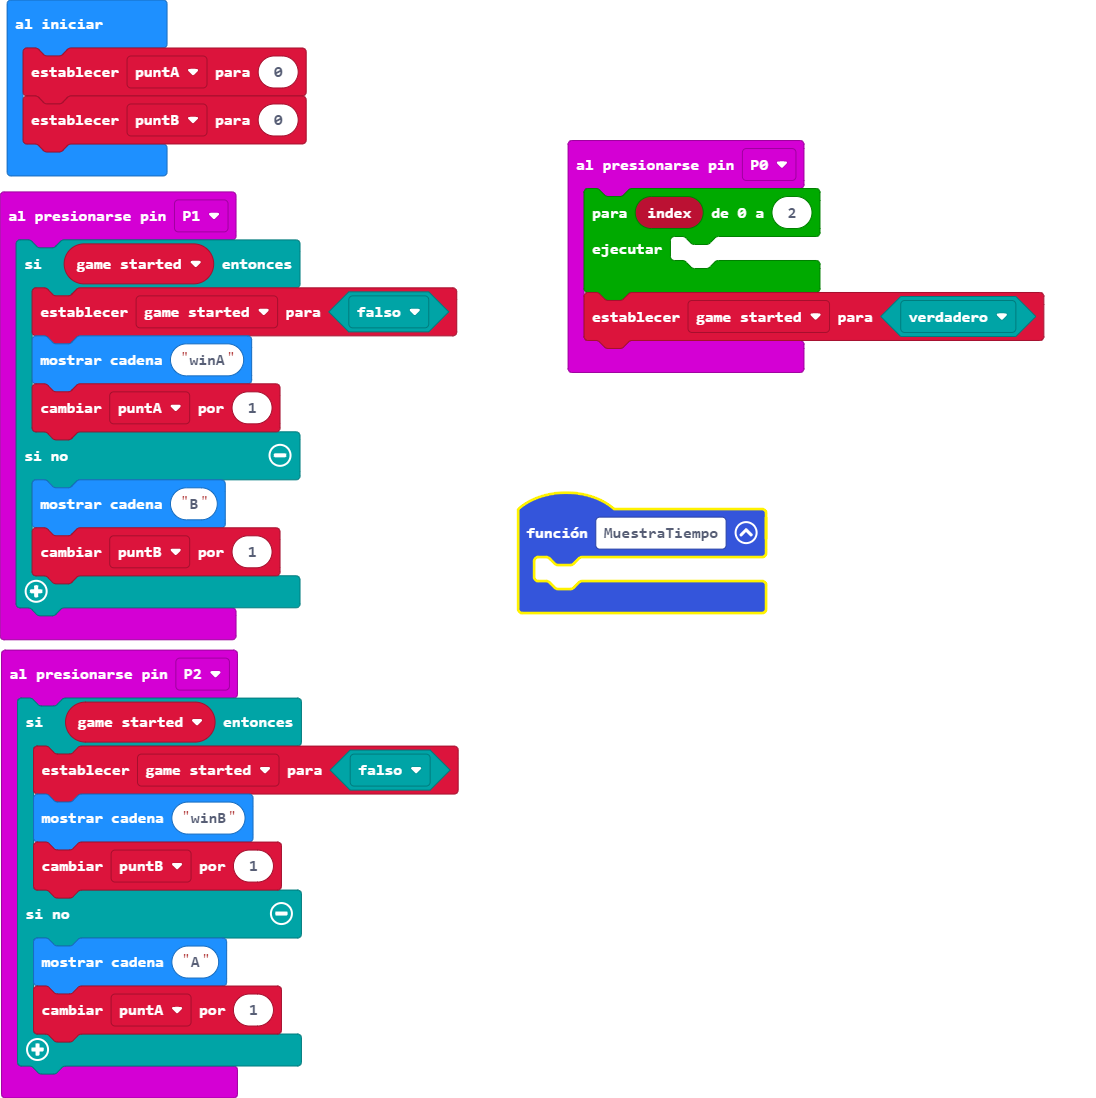 al iniciar
establecer puntA para 0
establecer puntB para 0
al presionarse pin P1
si game started entonces
establecer game started para falso
mostrar cadena "winA"
cambiar puntA por 1
si no
mostrar cadena "B"
cambiar puntB por 1
al presionarse pin P2
si game started entonces
establecer game started para falso
mostrar cadena "winB"
cambiar puntB por 1
si no
mostrar cadena "A"
cambiar puntA por 1
al presionarse pin P0
para index de 0 a 2
ejecutar
establecer game started para verdadero
función MuestraTiempo